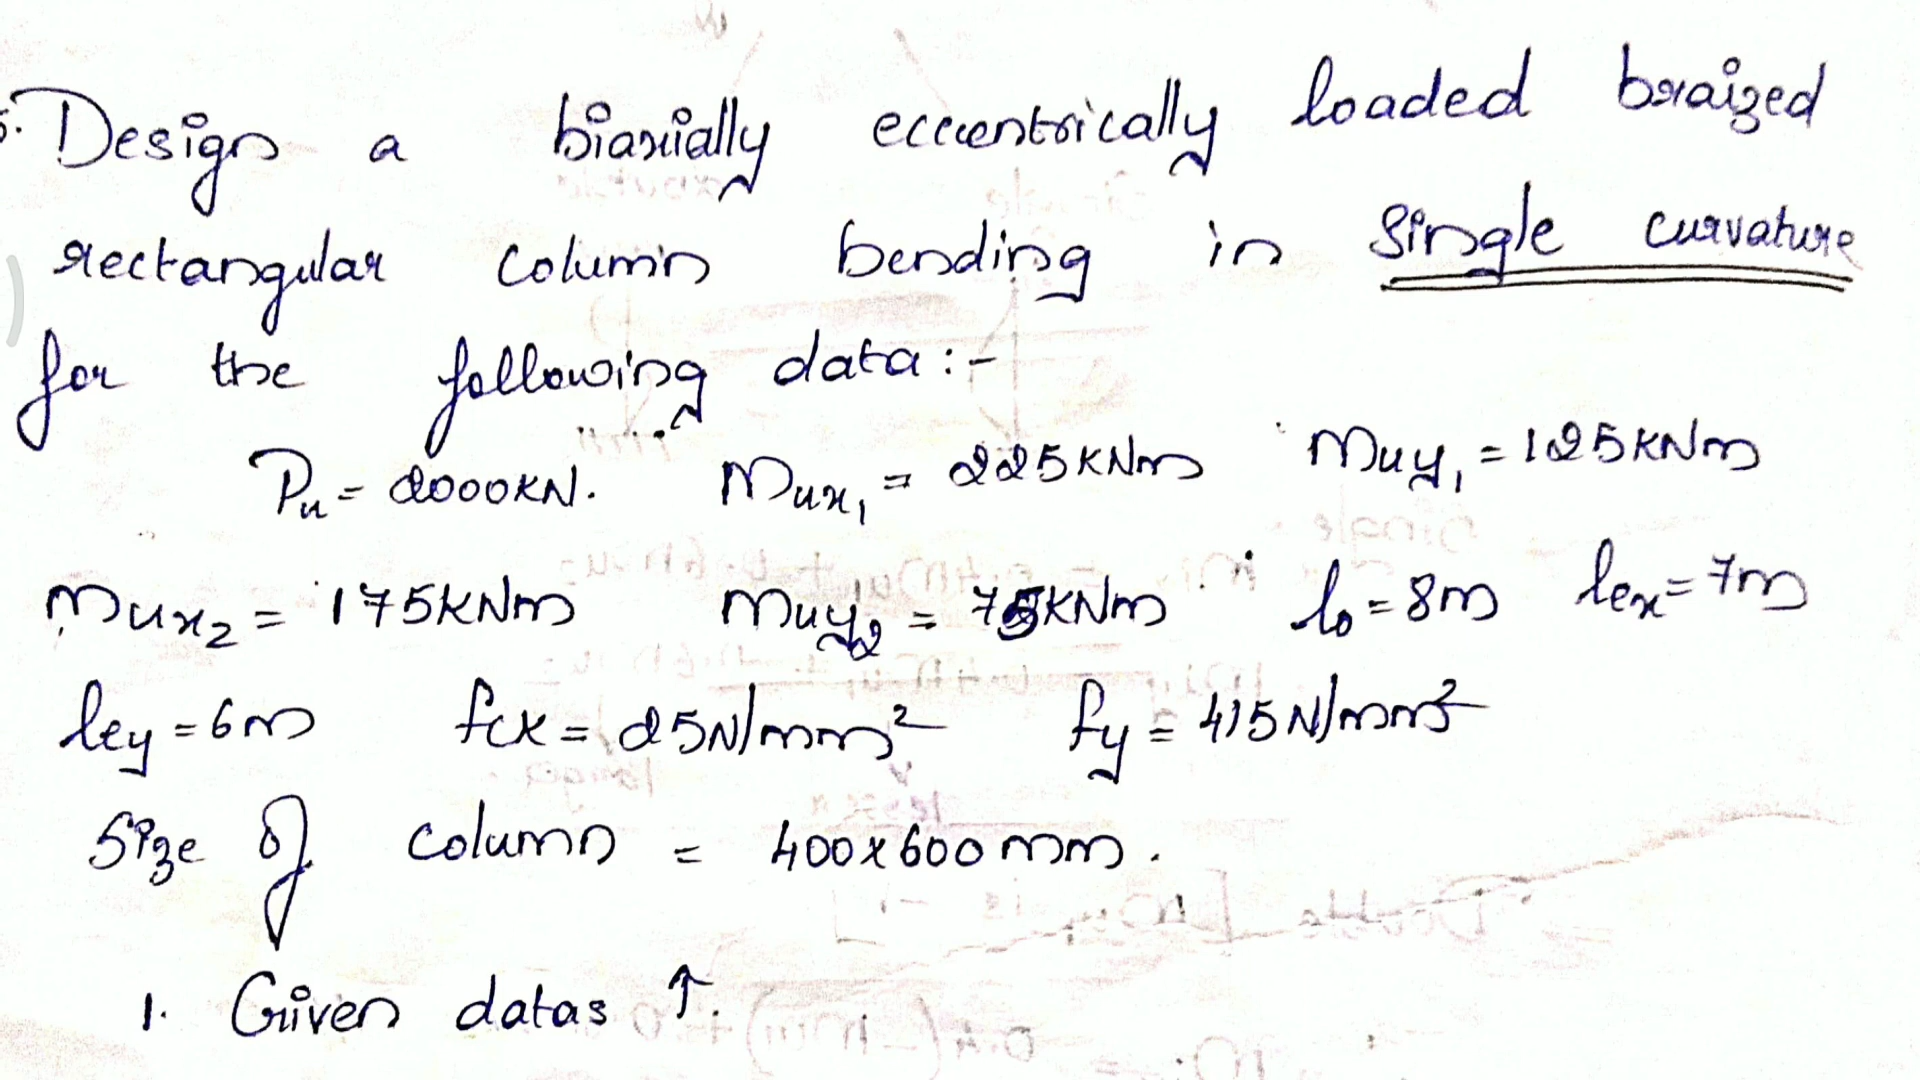 5. Design a biaxially eccentrically loaded braized
rectangular column bending in single curvature
for the following data :-
Pu = 2000KN. Mux1 = 225KNm Muy1 = 125KNm
Mux2 = 175KNm Muy2 = 75KNm lo = 8m lex = 7m
ley = 6m fck = 25N/mm² fy = 415N/mm²
Size of column = 400x600mm.
1. Given datas ↑.